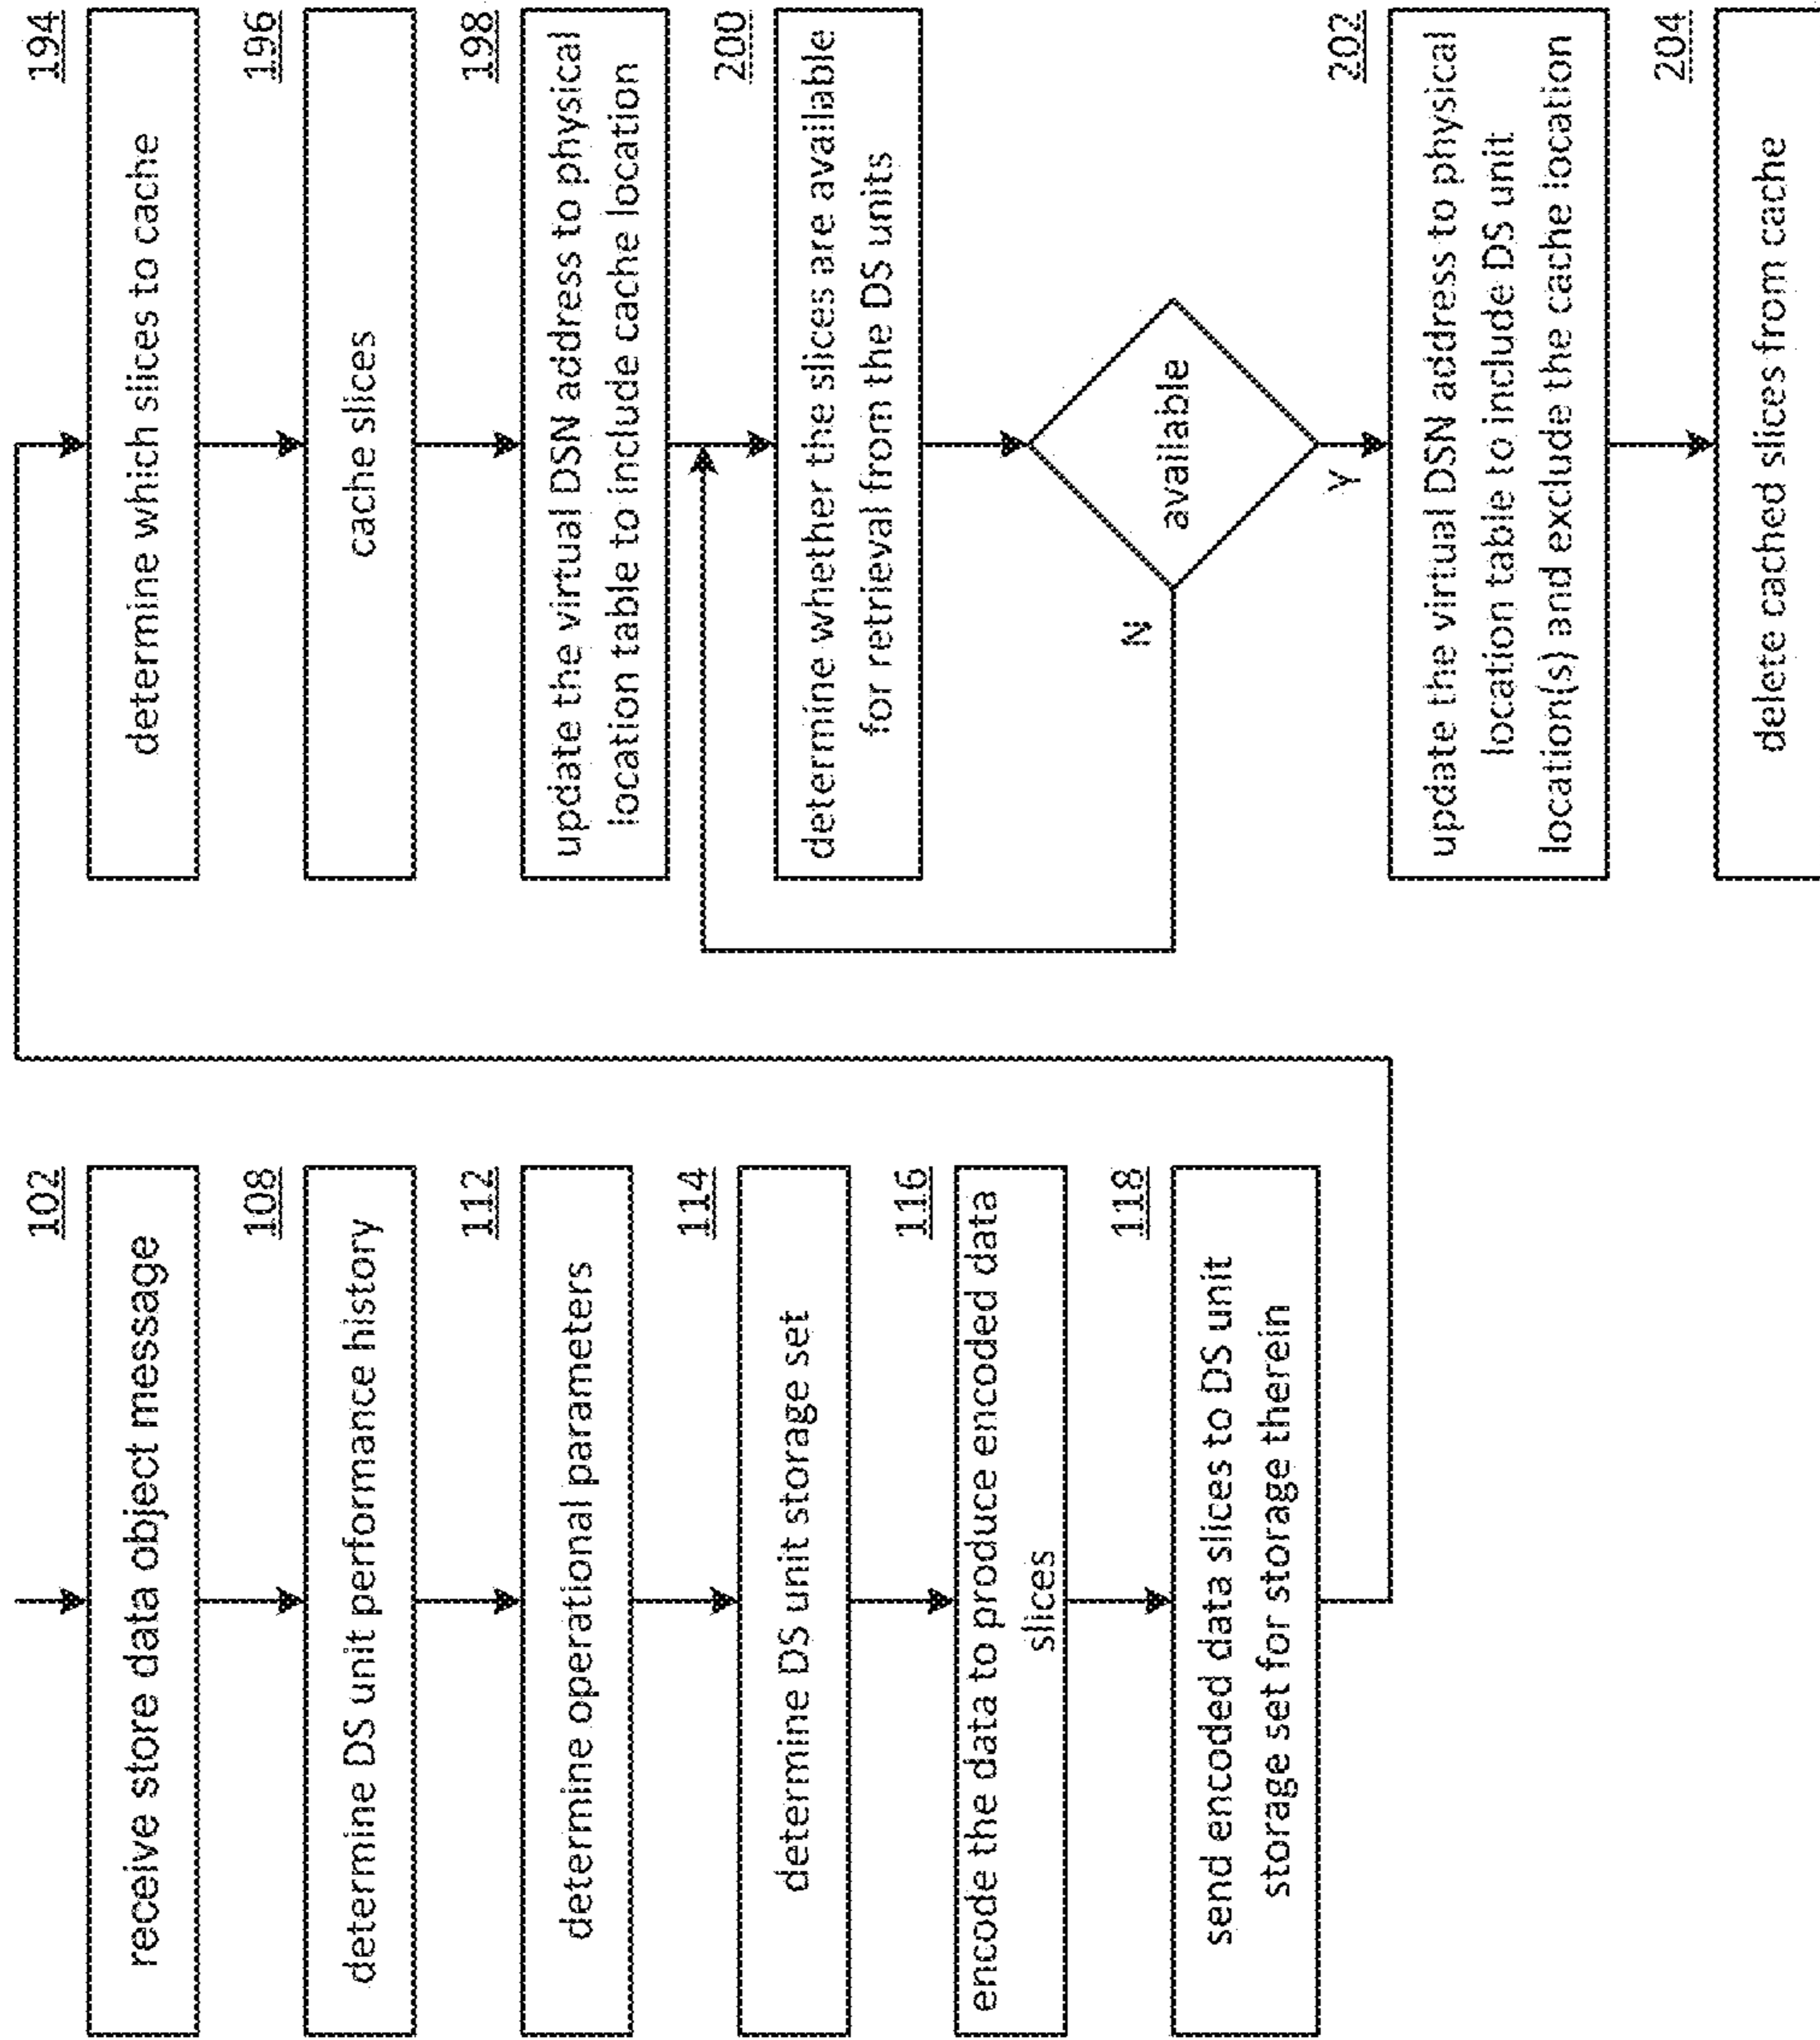 102
receive store data object message
108
determine DS unit performance history
112
determine operational parameters
114
determine DS unit storage set
116
encode the data to produce encoded data
slices
118
send encoded data slices to DS unit
storage set for storage therein
194
determine which slices to cache
196
cache slices
198
update the virtual DSN address to physical
location table to include cache location
200
determine whether the slices are available
for retrieval from the DS units
available
N
Y
202
update the virtual DSN address to physical
location table to include DS unit
location(s) and exclude the cache location
204
delete cached slices from cache